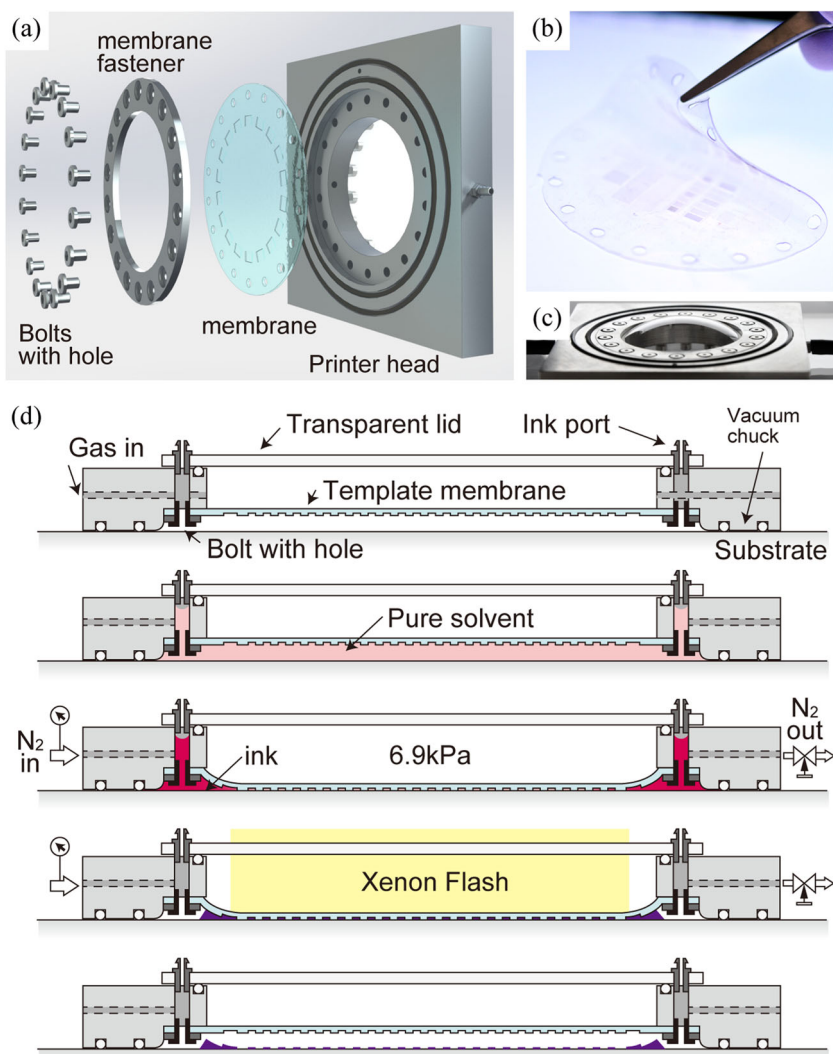 (a)
membrane
fastener
Bolts
with hole
membrane
Printer head
(b)
(c)
(d)
Gas in
Transparent lid
Ink port
Vacuum
chuck
Template membrane
Bolt with hole
Substrate
Pure solvent
N2
in
ink
6.9kPa
N2
out
Xenon Flash